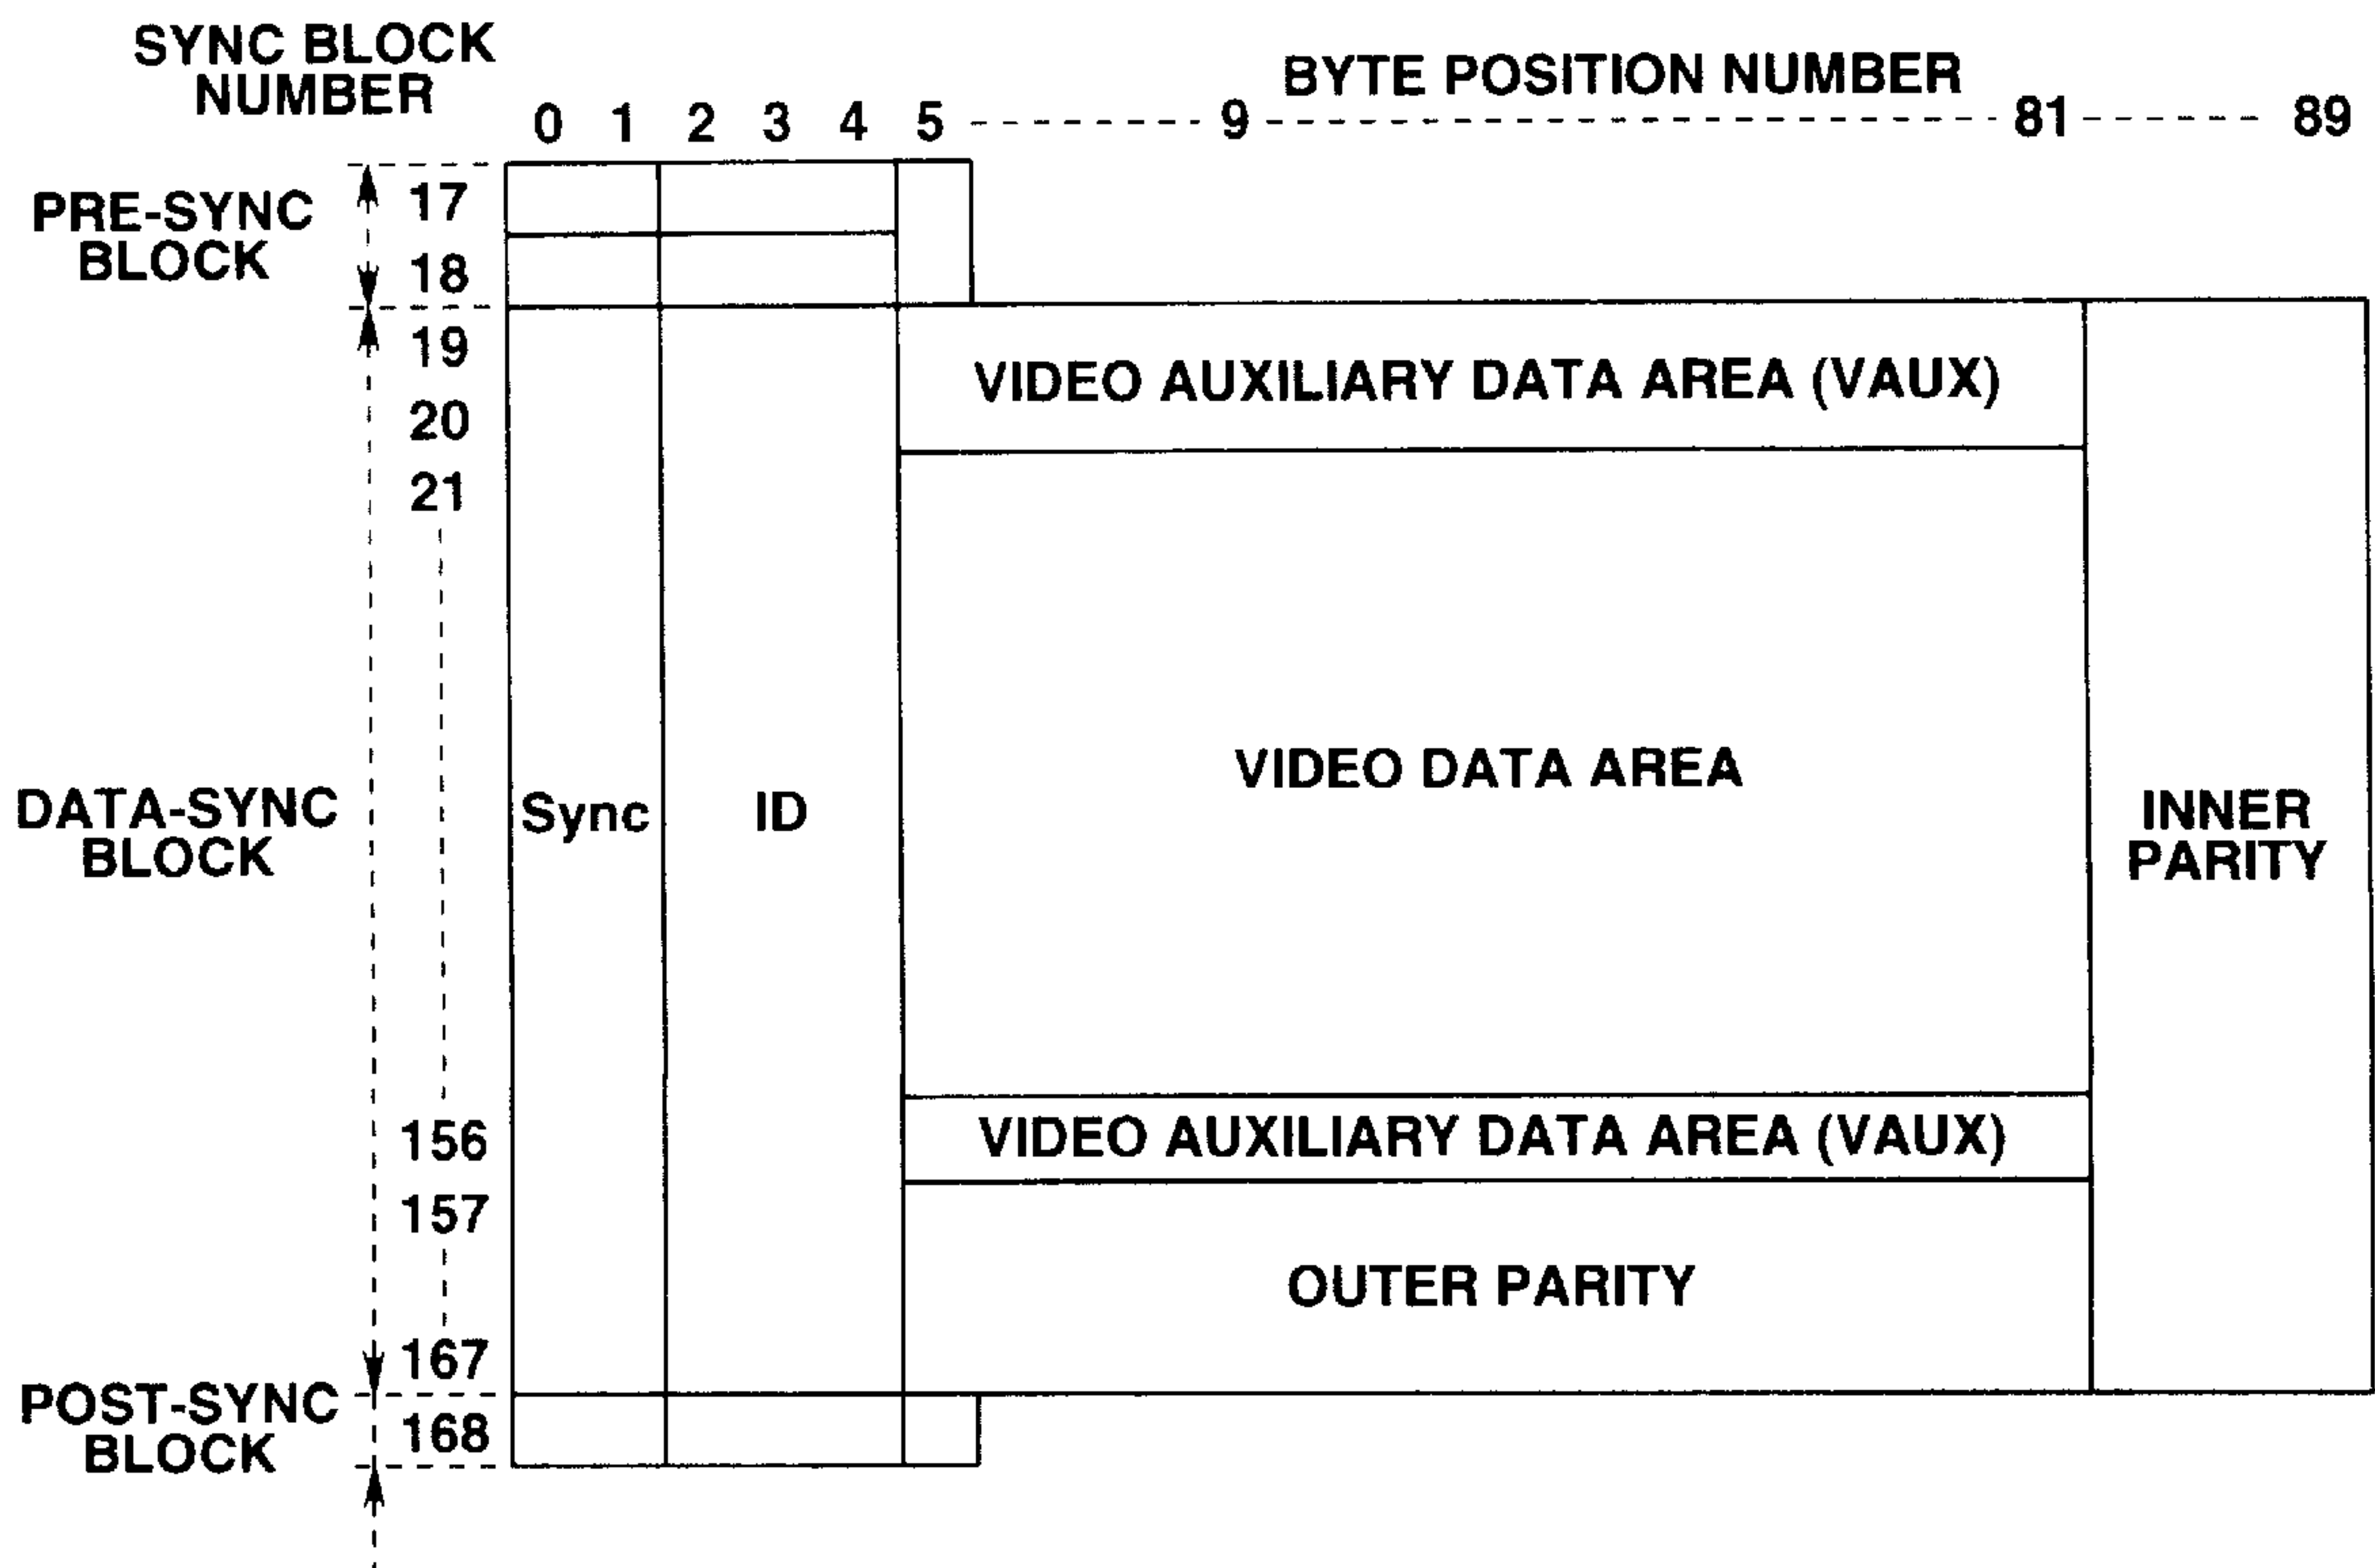 SYNC BLOCK
NUMBER
BYTE POSITION NUMBER
0 1 2 3 4 5 9 81 89
PRE-SYNC
BLOCK
17
18
19
20
21
VIDEO AUXILIARY DATA AREA (VAUX)
VIDEO DATA AREA
DATA-SYNC
BLOCK
Sync
ID
INNER
PARITY
156
VIDEO AUXILIARY DATA AREA (VAUX)
157
OUTER PARITY
167
POST-SYNC
BLOCK
168